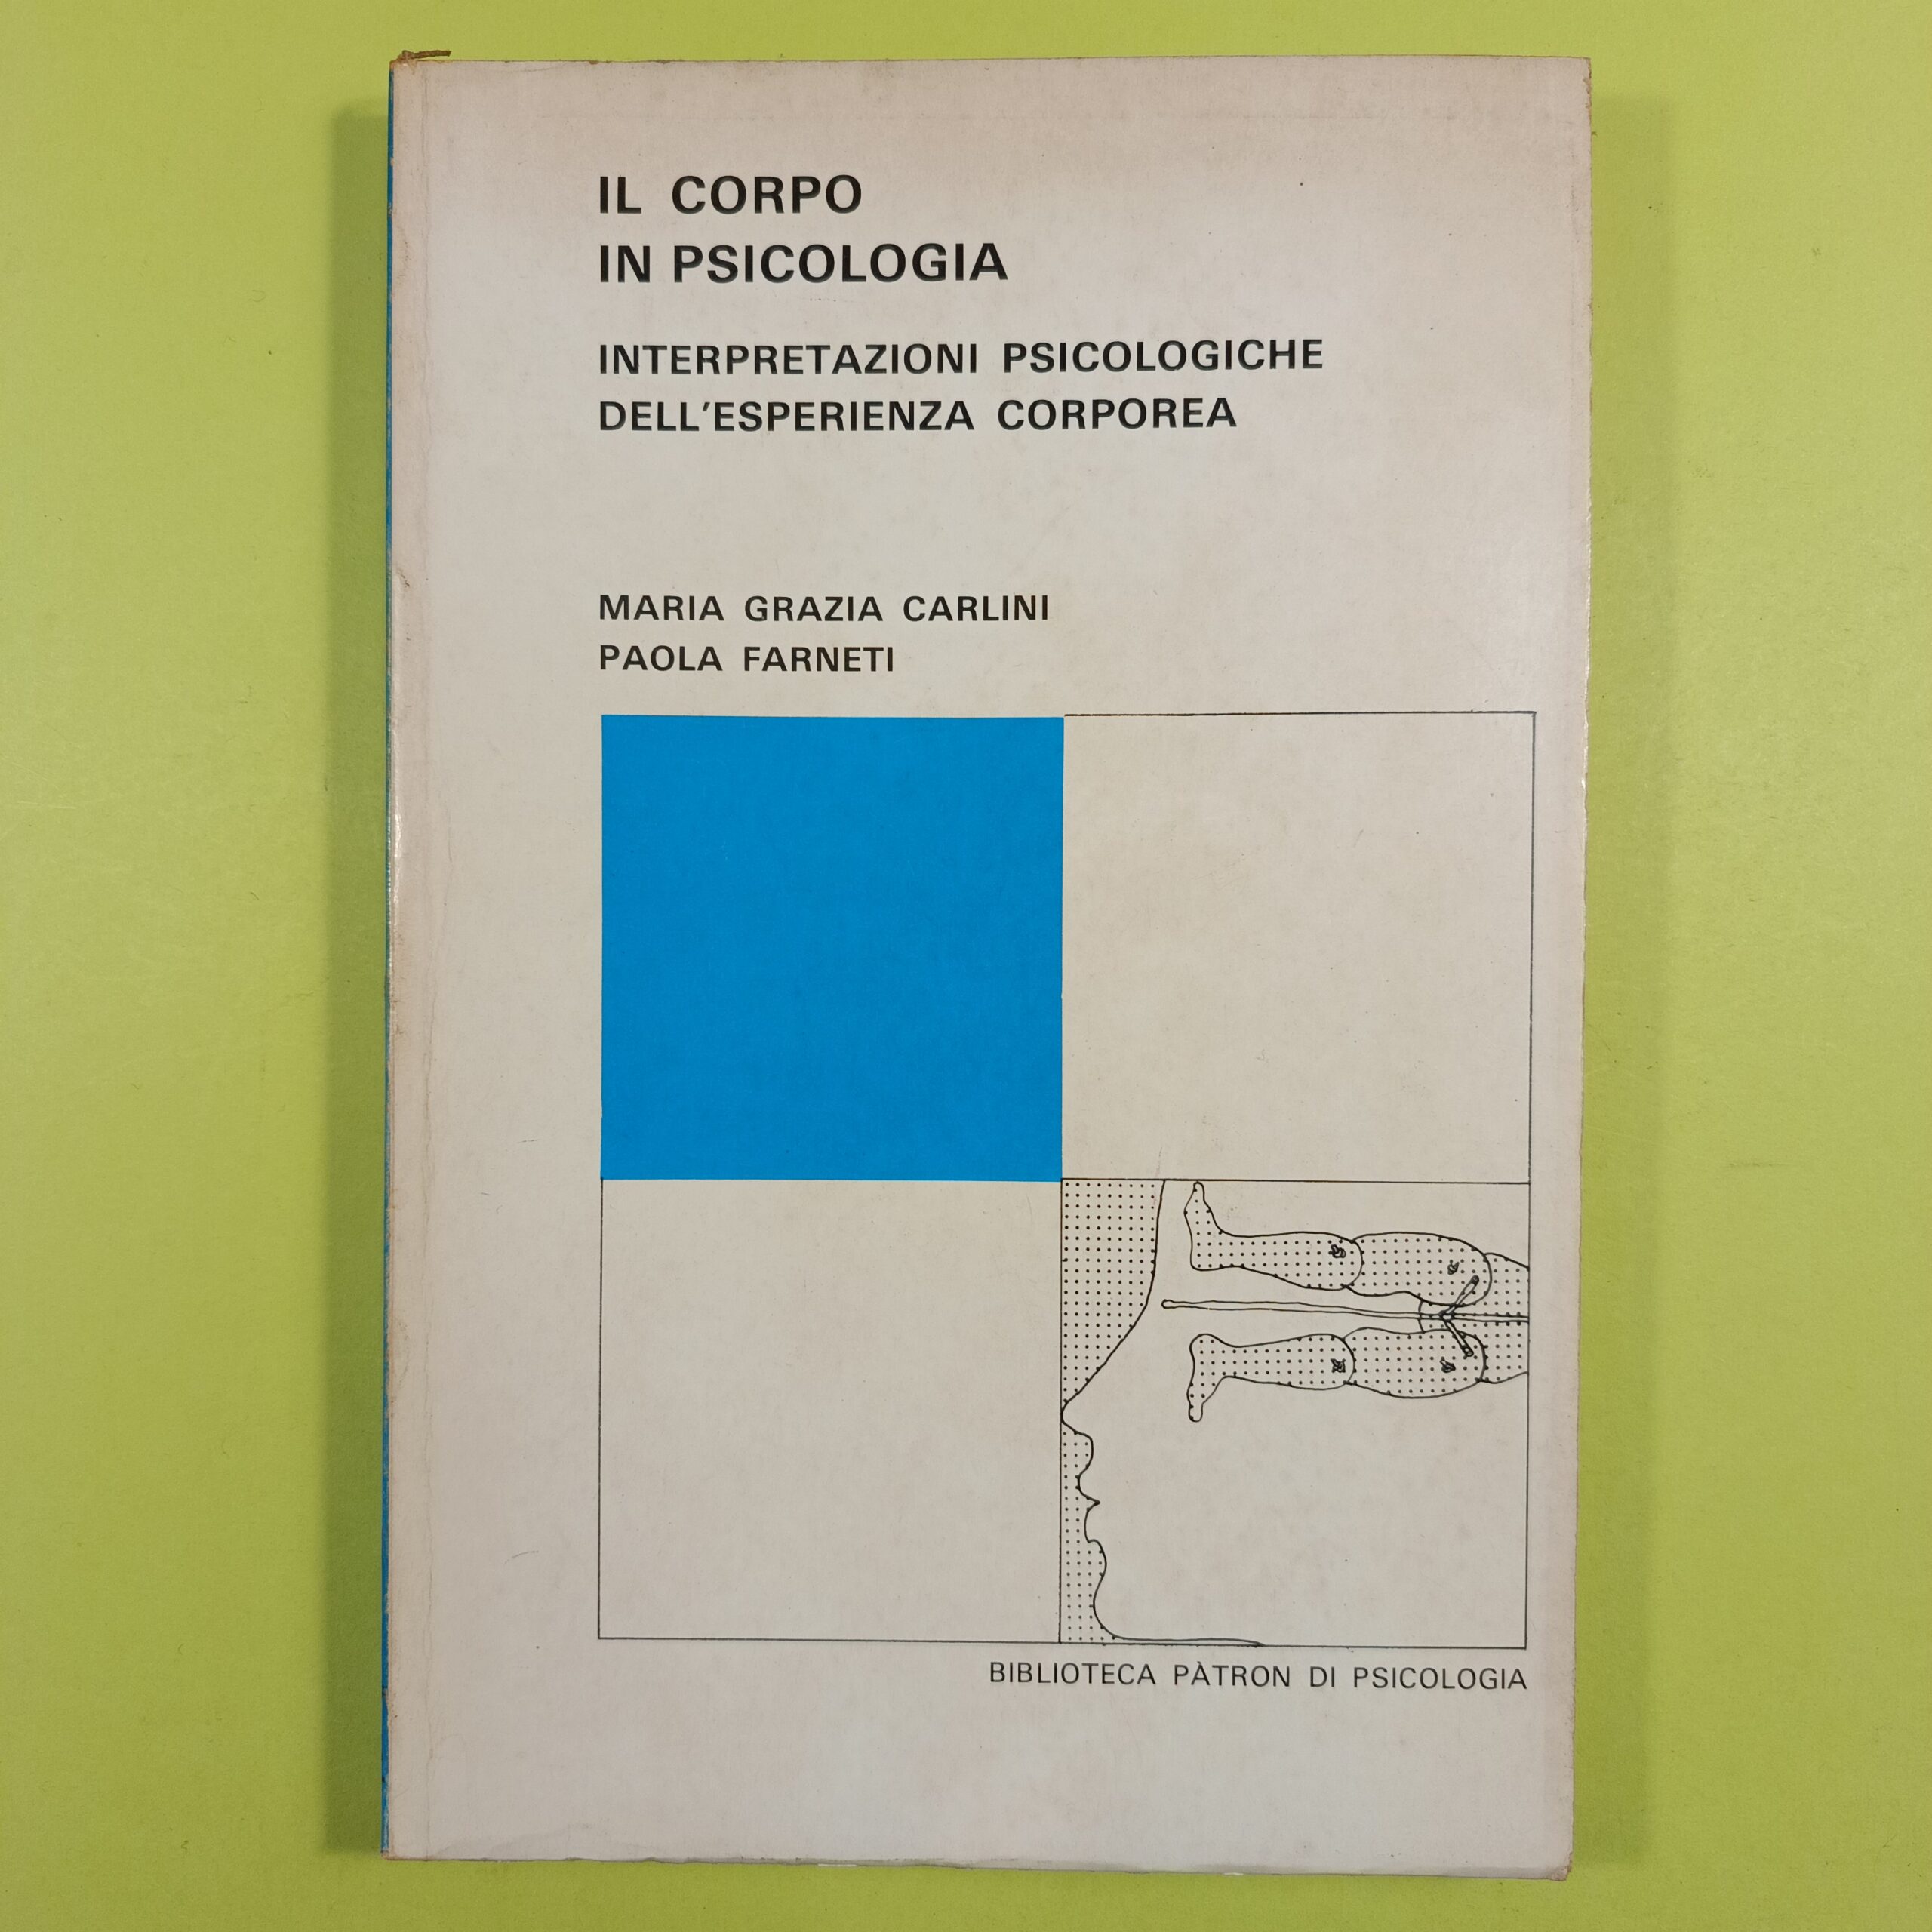 IL CORPO
IN PSICOLOGIA
INTERPRETAZIONI PSICOLOGICHE
DELL'ESPERIENZA CORPOREA
MARIA GRAZIA CARLINI
PAOLA FARNETI
BIBLIOTECA PÀTRON DI PSICOLOGIA